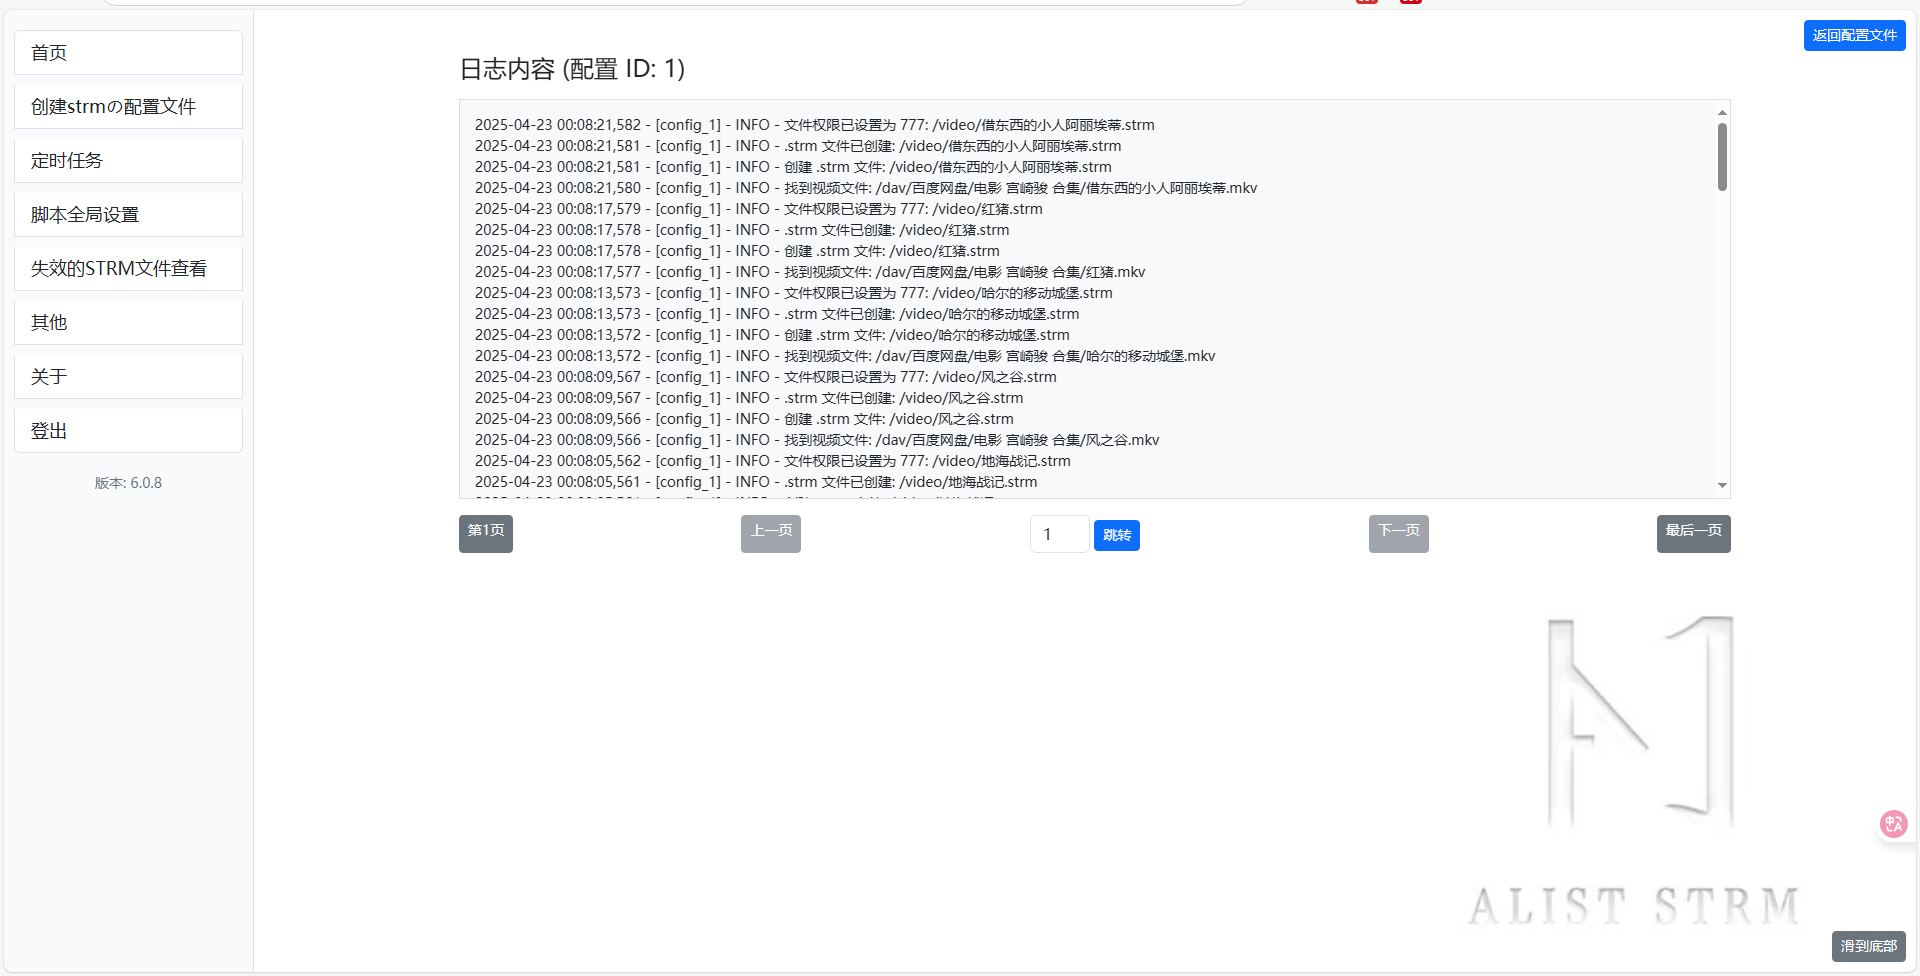 首页
创建strmの配置文件
定时任务
脚本全局设置
失效的STRM文件查看
其他
关于
登出
版本: 6.0.8
返回配置文件
日志内容 (配置 ID: 1)
2025-04-23 00:08:21,582 - [config_1] - INFO - 文件权限已设置为 777: /video/借东西的小人阿丽埃蒂.strm
2025-04-23 00:08:21,581 - [config_1] - INFO - .strm 文件已创建: /video/借东西的小人阿丽埃蒂.strm
2025-04-23 00:08:21,581 - [config_1] - INFO - 创建 .strm 文件: /video/借东西的小人阿丽埃蒂.strm
2025-04-23 00:08:21,580 - [config_1] - INFO - 找到视频文件: /dav/百度网盘/电影 宫崎骏 合集/借东西的小人阿丽埃蒂.mkv
2025-04-23 00:08:17,579 - [config_1] - INFO - 文件权限已设置为 777: /video/红猪.strm
2025-04-23 00:08:17,578 - [config_1] - INFO - .strm 文件已创建: /video/红猪.strm
2025-04-23 00:08:17,578 - [config_1] - INFO - 创建 .strm 文件: /video/红猪.strm
2025-04-23 00:08:17,577 - [config_1] - INFO - 找到视频文件: /dav/百度网盘/电影 宫崎骏 合集/红猪.mkv
2025-04-23 00:08:13,573 - [config_1] - INFO - 文件权限已设置为 777: /video/哈尔的移动城堡.strm
2025-04-23 00:08:13,573 - [config_1] - INFO - .strm 文件已创建: /video/哈尔的移动城堡.strm
2025-04-23 00:08:13,572 - [config_1] - INFO - 创建 .strm 文件: /video/哈尔的移动城堡.strm
2025-04-23 00:08:13,572 - [config_1] - INFO - 找到视频文件: /dav/百度网盘/电影 宫崎骏 合集/哈尔的移动城堡.mkv
2025-04-23 00:08:09,567 - [config_1] - INFO - 文件权限已设置为 777: /video/风之谷.strm
2025-04-23 00:08:09,567 - [config_1] - INFO - .strm 文件已创建: /video/风之谷.strm
2025-04-23 00:08:09,566 - [config_1] - INFO - 创建 .strm 文件: /video/风之谷.strm
2025-04-23 00:08:09,566 - [config_1] - INFO - 找到视频文件: /dav/百度网盘/电影 宫崎骏 合集/风之谷.mkv
2025-04-23 00:08:05,562 - [config_1] - INFO - 文件权限已设置为 777: /video/地海战记.strm
2025-04-23 00:08:05,561 - [config_1] - INFO - .strm 文件已创建: /video/地海战记.strm
第1页
上一页
1
跳转
下一页
最后一页
ALIST STRM
滑到底部